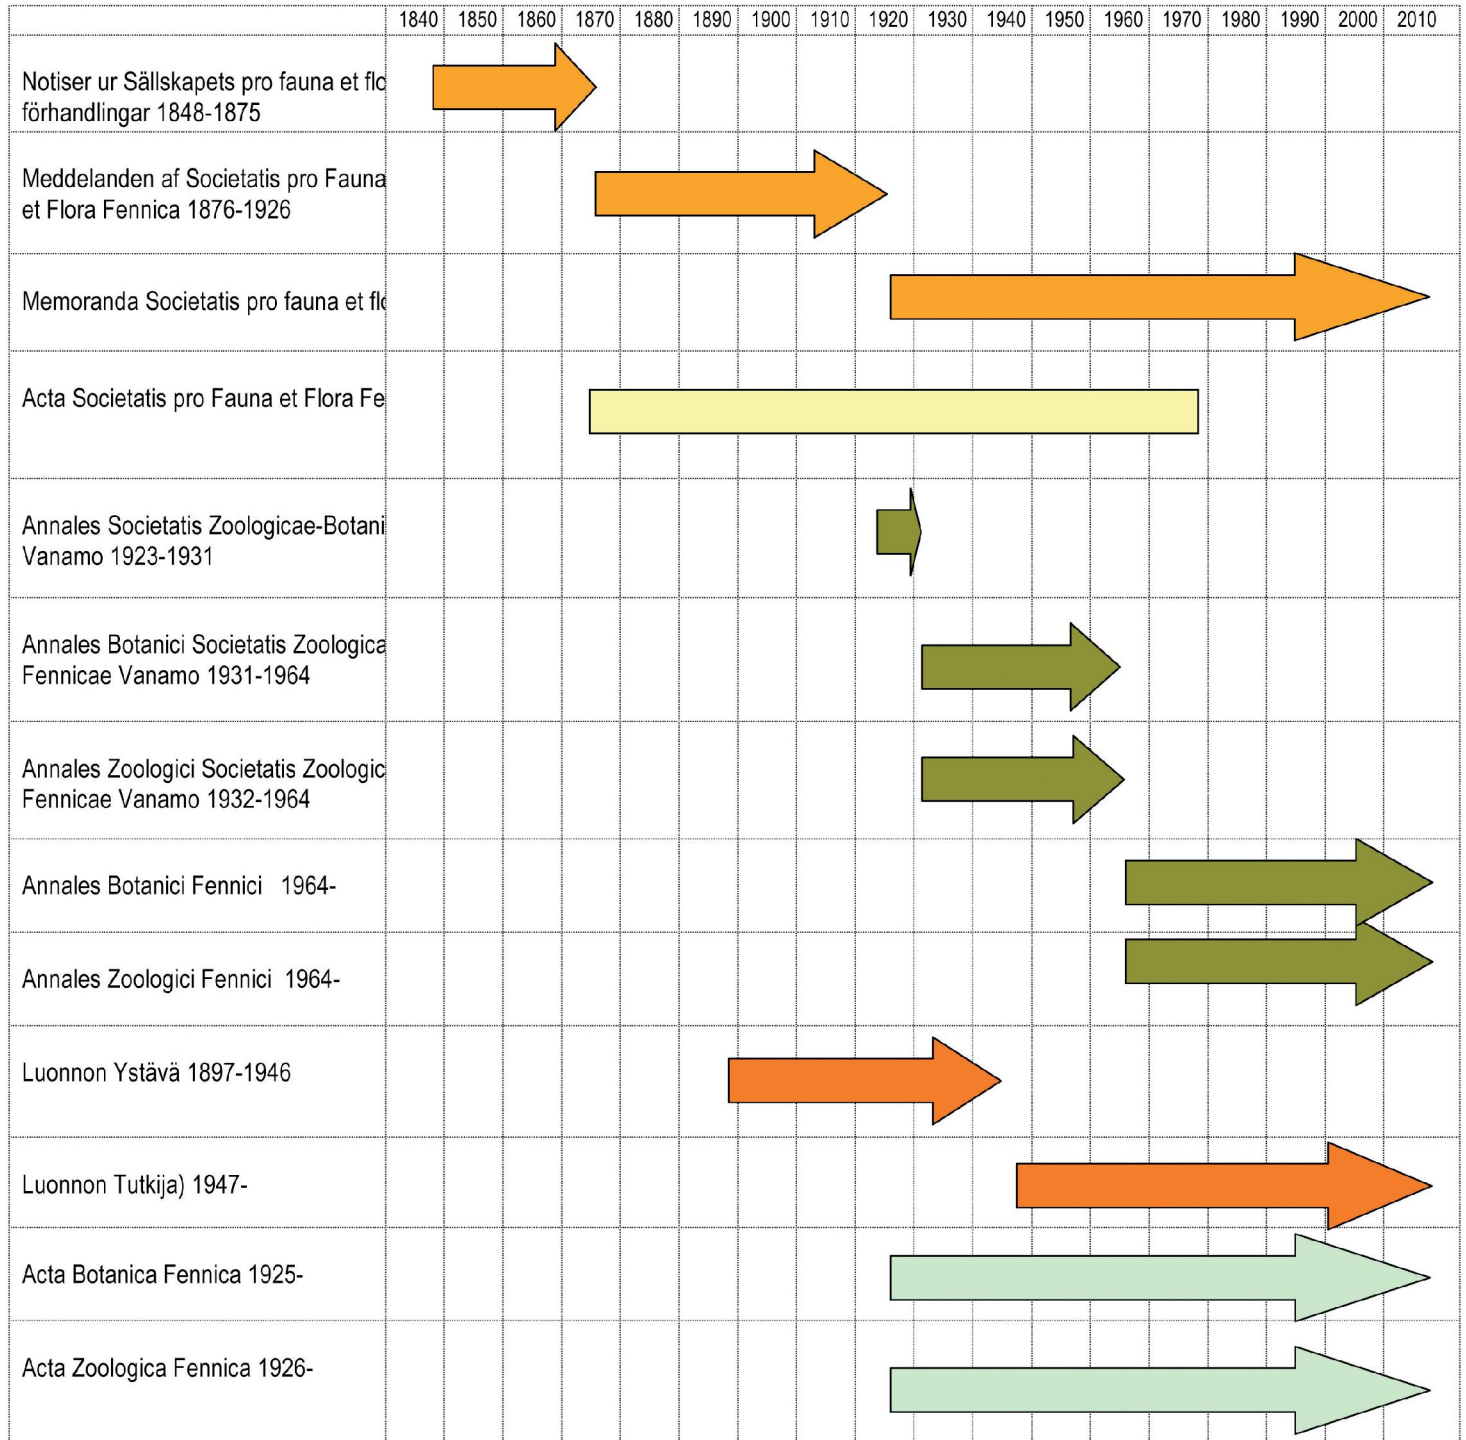 1840 1850 1860 1870 1880 1890 1900 1910 1920 1930 1940 1950 1960 1970 1980 1990 2000 2010
Notiser ur Sällskapets pro fauna et flo
förhandlingar 1848-1875
Meddelanden af Societatis pro Fauna
et Flora Fennica 1876-1926
Memoranda Societatis pro fauna et flo
Acta Societatis pro Fauna et Flora Fe
Annales Societatis Zoologicae-Botani
Vanamo 1923-1931
Annales Botanici Societatis Zoologica
Fennicae Vanamo 1931-1964
Annales Zoologici Societatis Zoologic
Fennicae Vanamo 1932-1964
Annales Botanici Fennici 1964-
Annales Zoologici Fennici 1964-
Luonnon Ystävä 1897-1946
Luonnon Tutkija) 1947-
Acta Botanica Fennica 1925-
Acta Zoologica Fennica 1926-